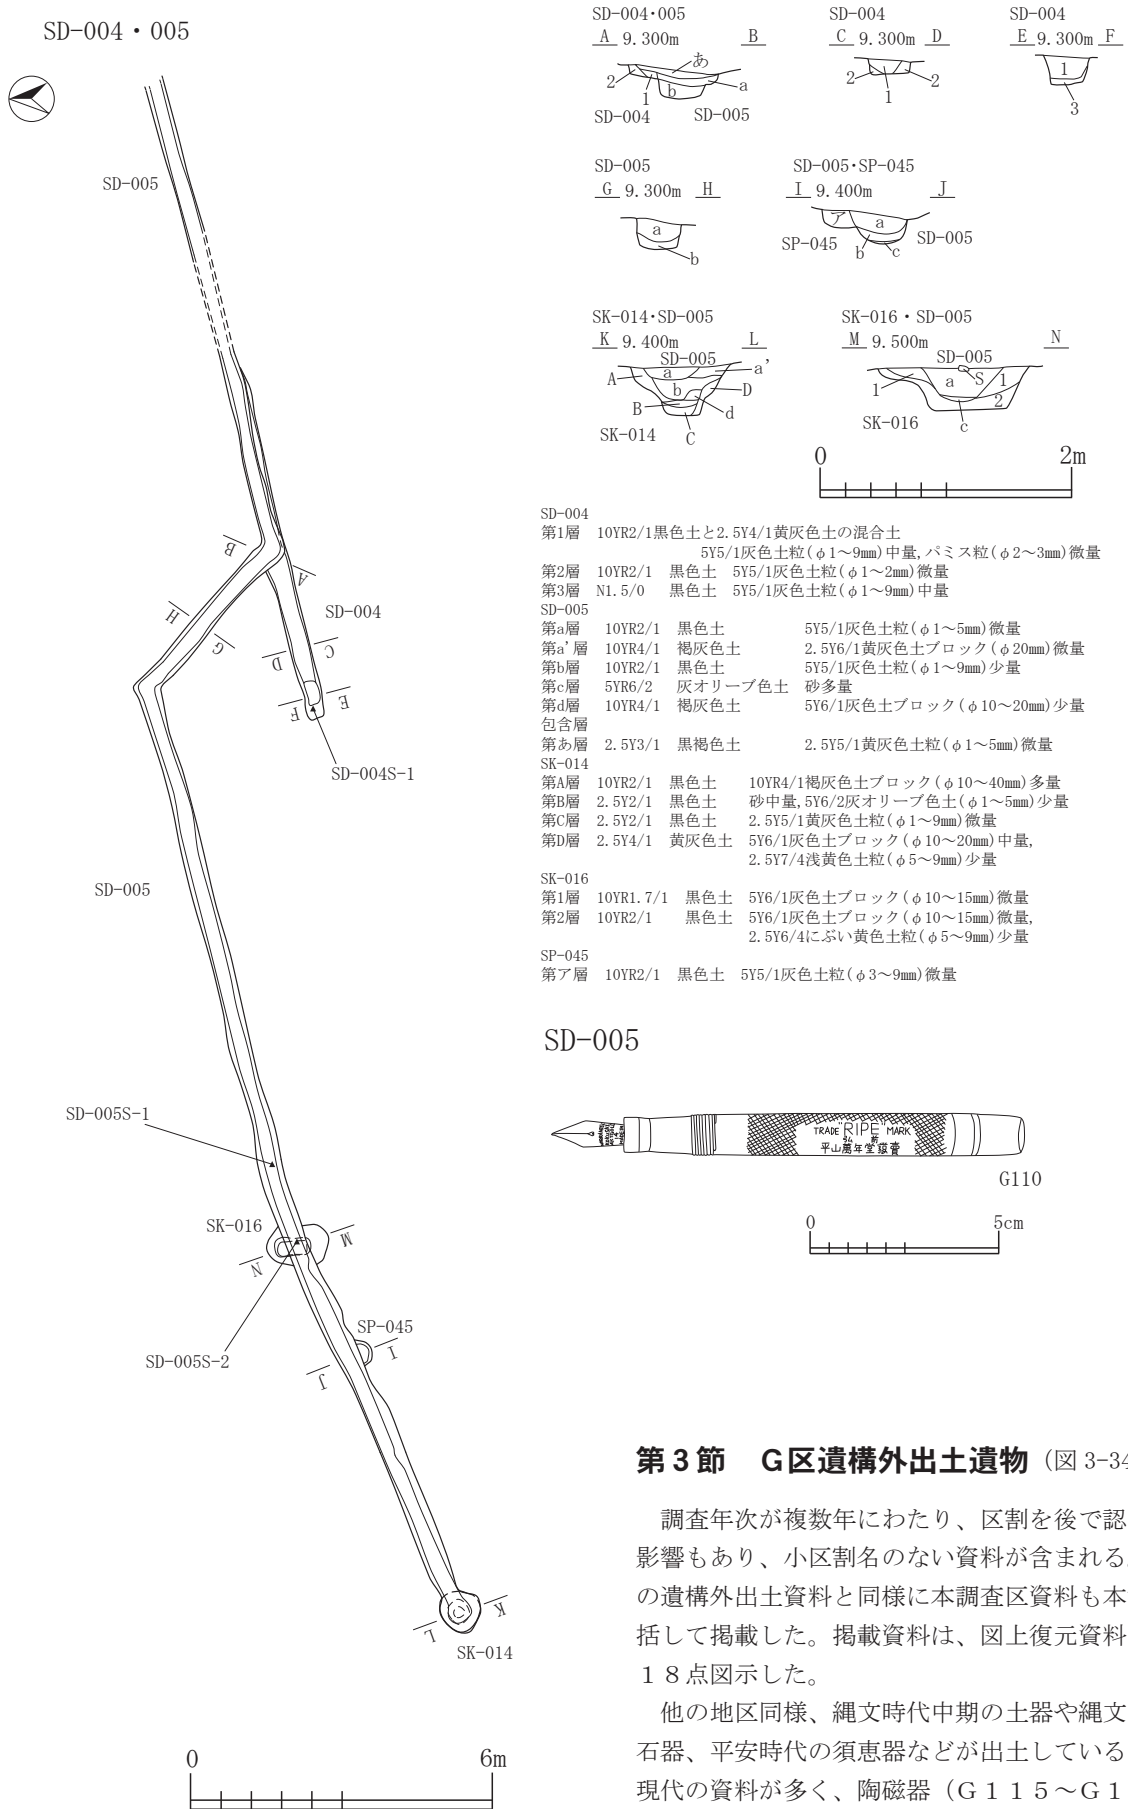 SD-004・005
SD-005
SD-004
SD-004S-1
SD-005
SD-005S-1
SK-016
SD-005S-2
SP-045
SK-014
B
A
H
G
D
C
F
E
M
N
I
J
K
L
0 6m
SD-004・005
A 9.300m B
あ
2
1
b
a
SD-004 SD-005
SD-004
C 9.300m D
2
2
1
SD-004
E 9.300m F
1
3
SD-005
G 9.300m H
a
b
SD-005・SP-045
I 9.400m J
ア
a
SP-045 SD-005
b
c
SK-014・SD-005
K 9.400m L
SD-005
a
a'
A
b
D
B
d
SK-014 C
SK-016・SD-005
M 9.500m N
SD-005
1
a
S
1
2
SK-016 c
0 2m
SD-004
第1層 10YR2/1黒色土と2.5Y4/1黄灰色土の混合土
5Y5/1灰色土粒(φ1～9㎜)中量,パミス粒(φ2～3㎜)微量
第2層 10YR2/1 黒色土 5Y5/1灰色土粒(φ1～2㎜)微量
第3層 N1.5/0 黒色土 5Y5/1灰色土粒(φ1～9㎜)中量
SD-005
第a層 10YR2/1 黒色土 5Y5/1灰色土粒(φ1～5㎜)微量
第a'層 10YR4/1 褐灰色土 2.5Y6/1黄灰色土ブロック(φ20㎜)微量
第b層 10YR2/1 黒色土 5Y5/1灰色土粒(φ1～9㎜)少量
第c層 5YR6/2 灰オリーブ色土 砂多量
第d層 10YR4/1 褐灰色土 5Y6/1灰色土ブロック(φ10～20㎜)少量
包含層
第あ層 2.5Y3/1 黒褐色土 2.5Y5/1黄灰色土粒(φ1～5㎜)微量
SK-014
第A層 10YR2/1 黒色土 10YR4/1褐灰色土ブロック(φ10～40㎜)多量
第B層 2.5Y2/1 黒色土 砂中量,5Y6/2灰オリーブ色土(φ1～5㎜)少量
第C層 2.5Y2/1 黒色土 2.5Y5/1黄灰色土粒(φ1～9㎜)微量
第D層 2.5Y4/1 黄灰色土 5Y6/1灰色土ブロック(φ10～20㎜)中量,
2.5Y7/4浅黄色土粒(φ5～9㎜)少量
SK-016
第1層 10YR1.7/1 黒色土 5Y6/1灰色土ブロック(φ10～15㎜)微量
第2層 10YR2/1 黒色土 5Y6/1灰色土ブロック(φ10～15㎜)微量,
2.5Y6/4にぶい黄色土粒(φ5～9㎜)少量
SP-045
第ア層 10YR2/1 黒色土 5Y5/1灰色土粒(φ3～9㎜)微量
SD-005
TRADE "RIPE" MARK
弘 前
平山萬年堂謹賣
G110
0 5cm
第３節 G区遺構外出土遺物（図 3-34
調査年次が複数年にわたり、区割を後で認
影響もあり、小区割名のない資料が含まれる。
の遺構外出土資料と同様に本調査区資料も本
括して掲載した。掲載資料は、図上復元資料
１８点図示した。
他の地区同様、縄文時代中期の土器や縄文
石器、平安時代の須恵器などが出土している
現代の資料が多く、陶磁器（Ｇ１１５～Ｇ１